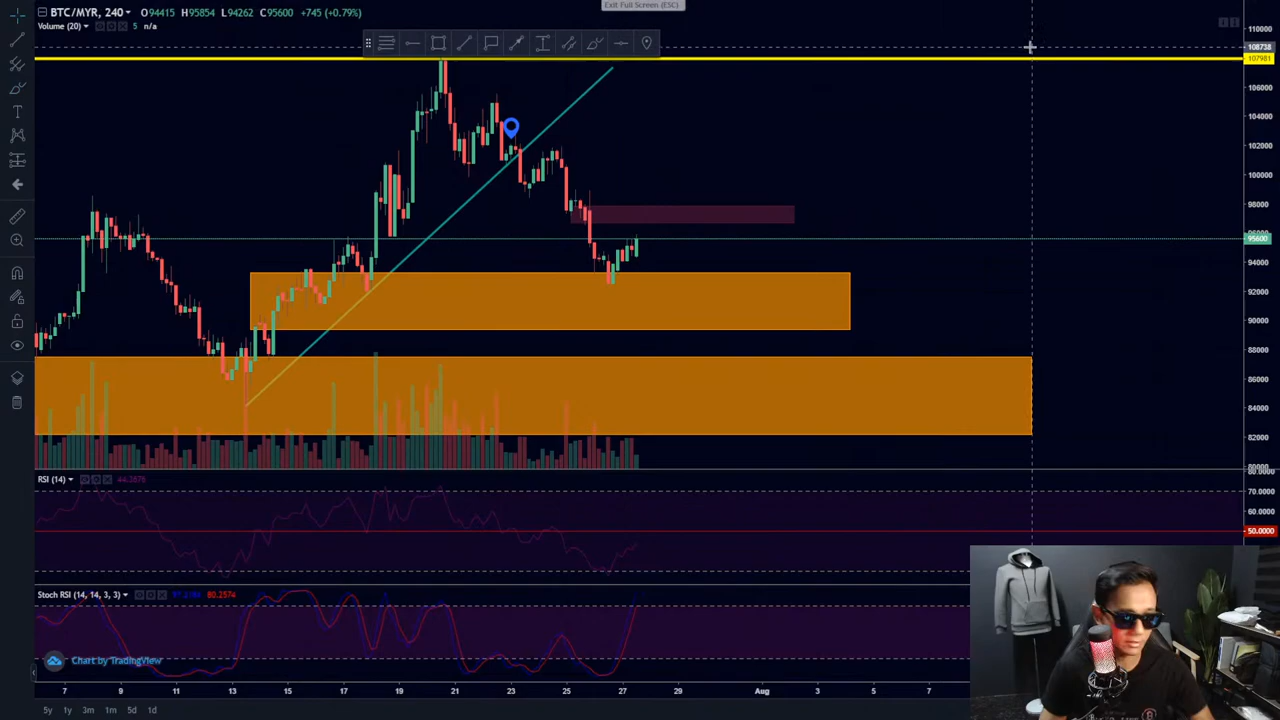 Exit Full Screen (ESC)
BTC/MYR, 240 O94415 H95854 L94262 C95600 +745 (+0.79%)
Volume (20) 5 n/a
110000
108738
107981
106000
104000
102000
100000
98000
95600
94000
92000
90000
88000
86000
84000
82000
RSI (14)
70.0000
60.0000
50.0000
Stoch RSI (14, 14, 3, 3) 80.2574
Chart by TradingView
7 9 11 13 15 17 19 21 23 25 27 29 Aug 3 5 7
5y 1y 3m 1m 5d 1d